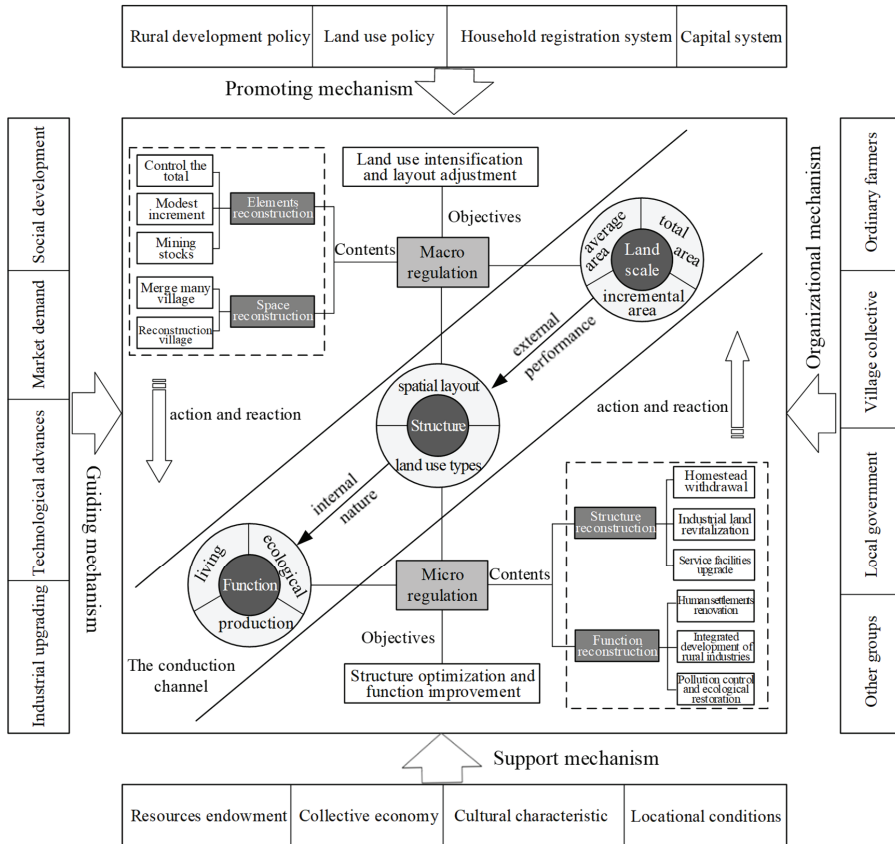 Rural development policy
Land use policy
Household registration system
Capital system
Promoting mechanism
Social development
Market demand
Technological advances
Industrial upgrading
Guiding mechanism
Control the
total
Modest
increment
Mining
stocks
Elements
reconstruction
Merge many
village
Reconstruction
village
Space
reconstruction
Contents
Land use intensification
and layout adjustment
Objectives
Macro
regulation
average
area
total
area
incremental
area
Land
scale
external
performance
spatial layout
Structure
land use types
action and reaction
action and reaction
internal
nature
living
ecological
production
Function
The conduction
channel
Micro
regulation
Contents
Objectives
Structure optimization and
function improvement
Structure
reconstruction
Homestead
withdrawal
Industrial land
revitalization
Service facilities
upgrade
Function
reconstruction
Human settlements
renovation
Integrated
development of
rural industries
Pollution control
and ecological
restoration
Organizational mechanism
Ordinary farmers
Village collective
Local government
Other groups
Support mechanism
Resources endowment
Collective economy
Cultural characteristic
Locational conditions